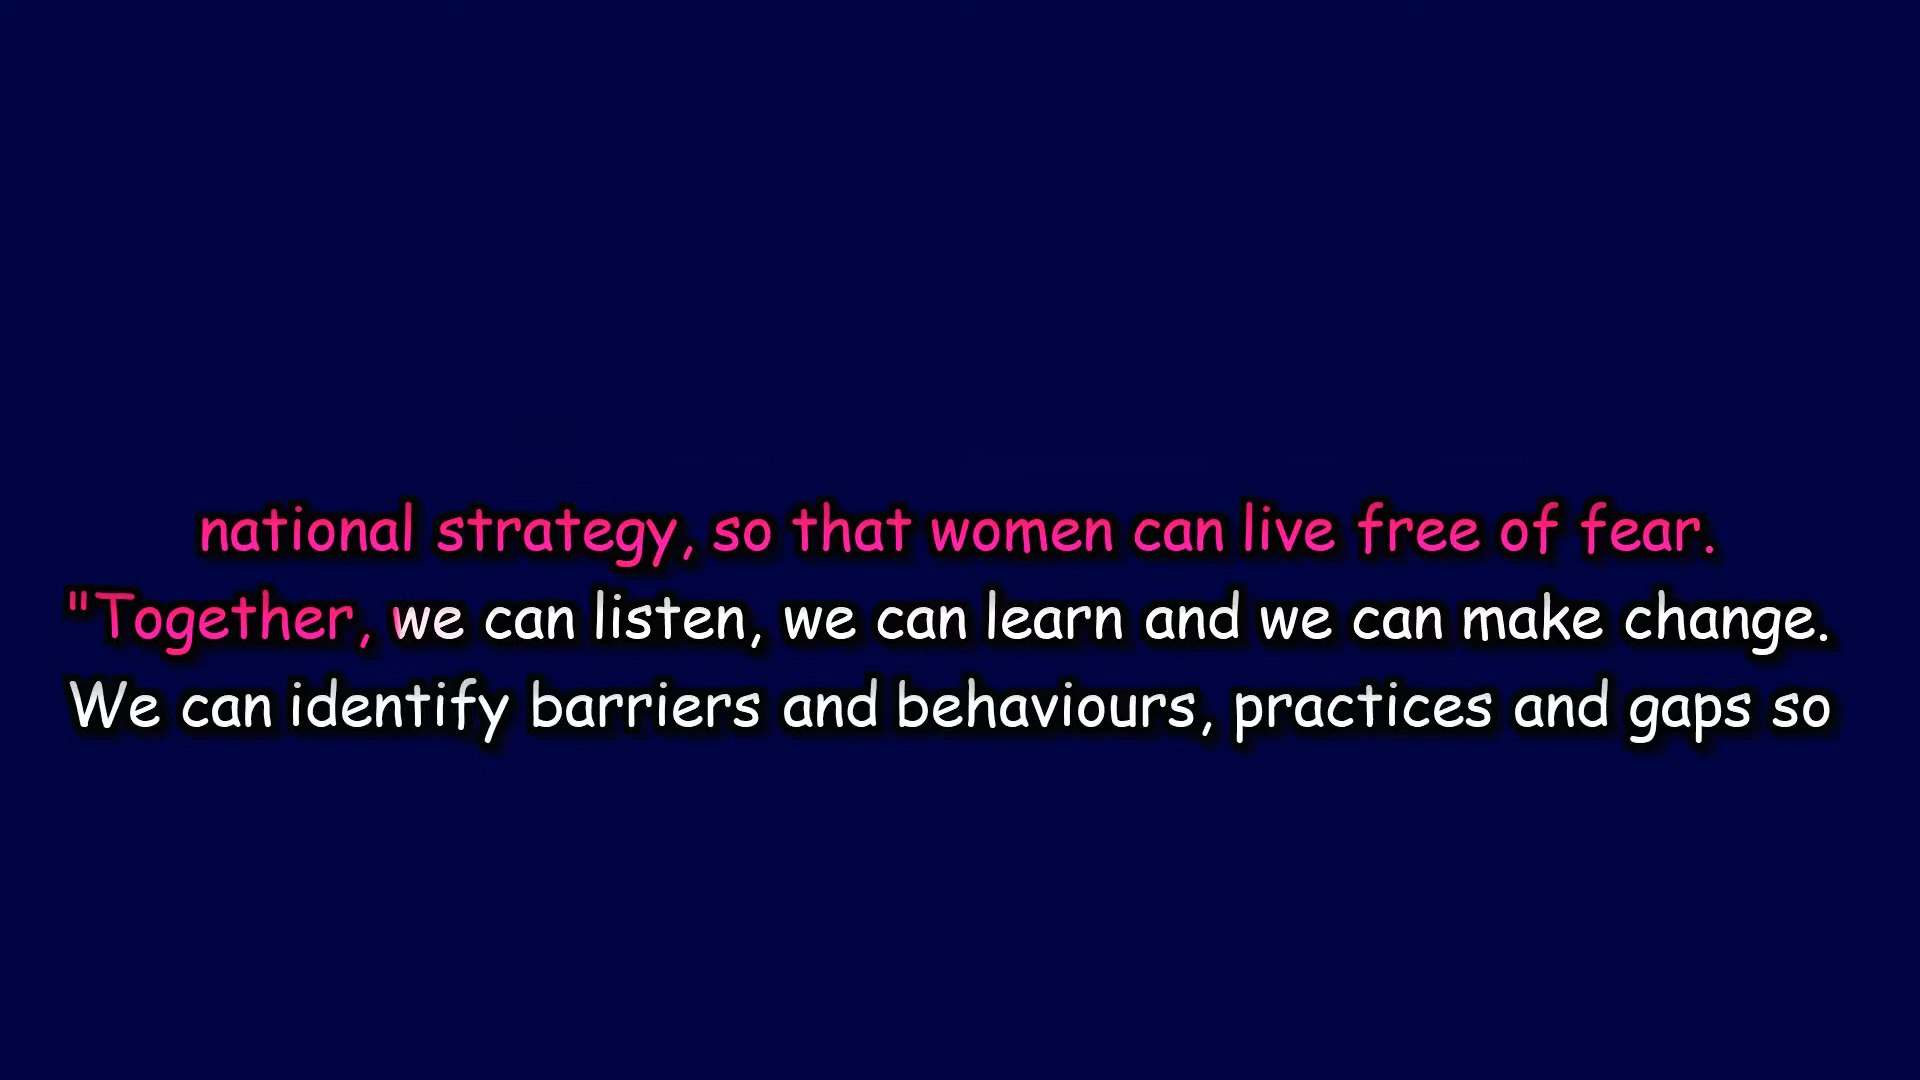 national strategy, so that women can live free of fear.
"Together, we can listen, we can learn and we can make change.
We can identify barriers and behaviours, practices and gaps so